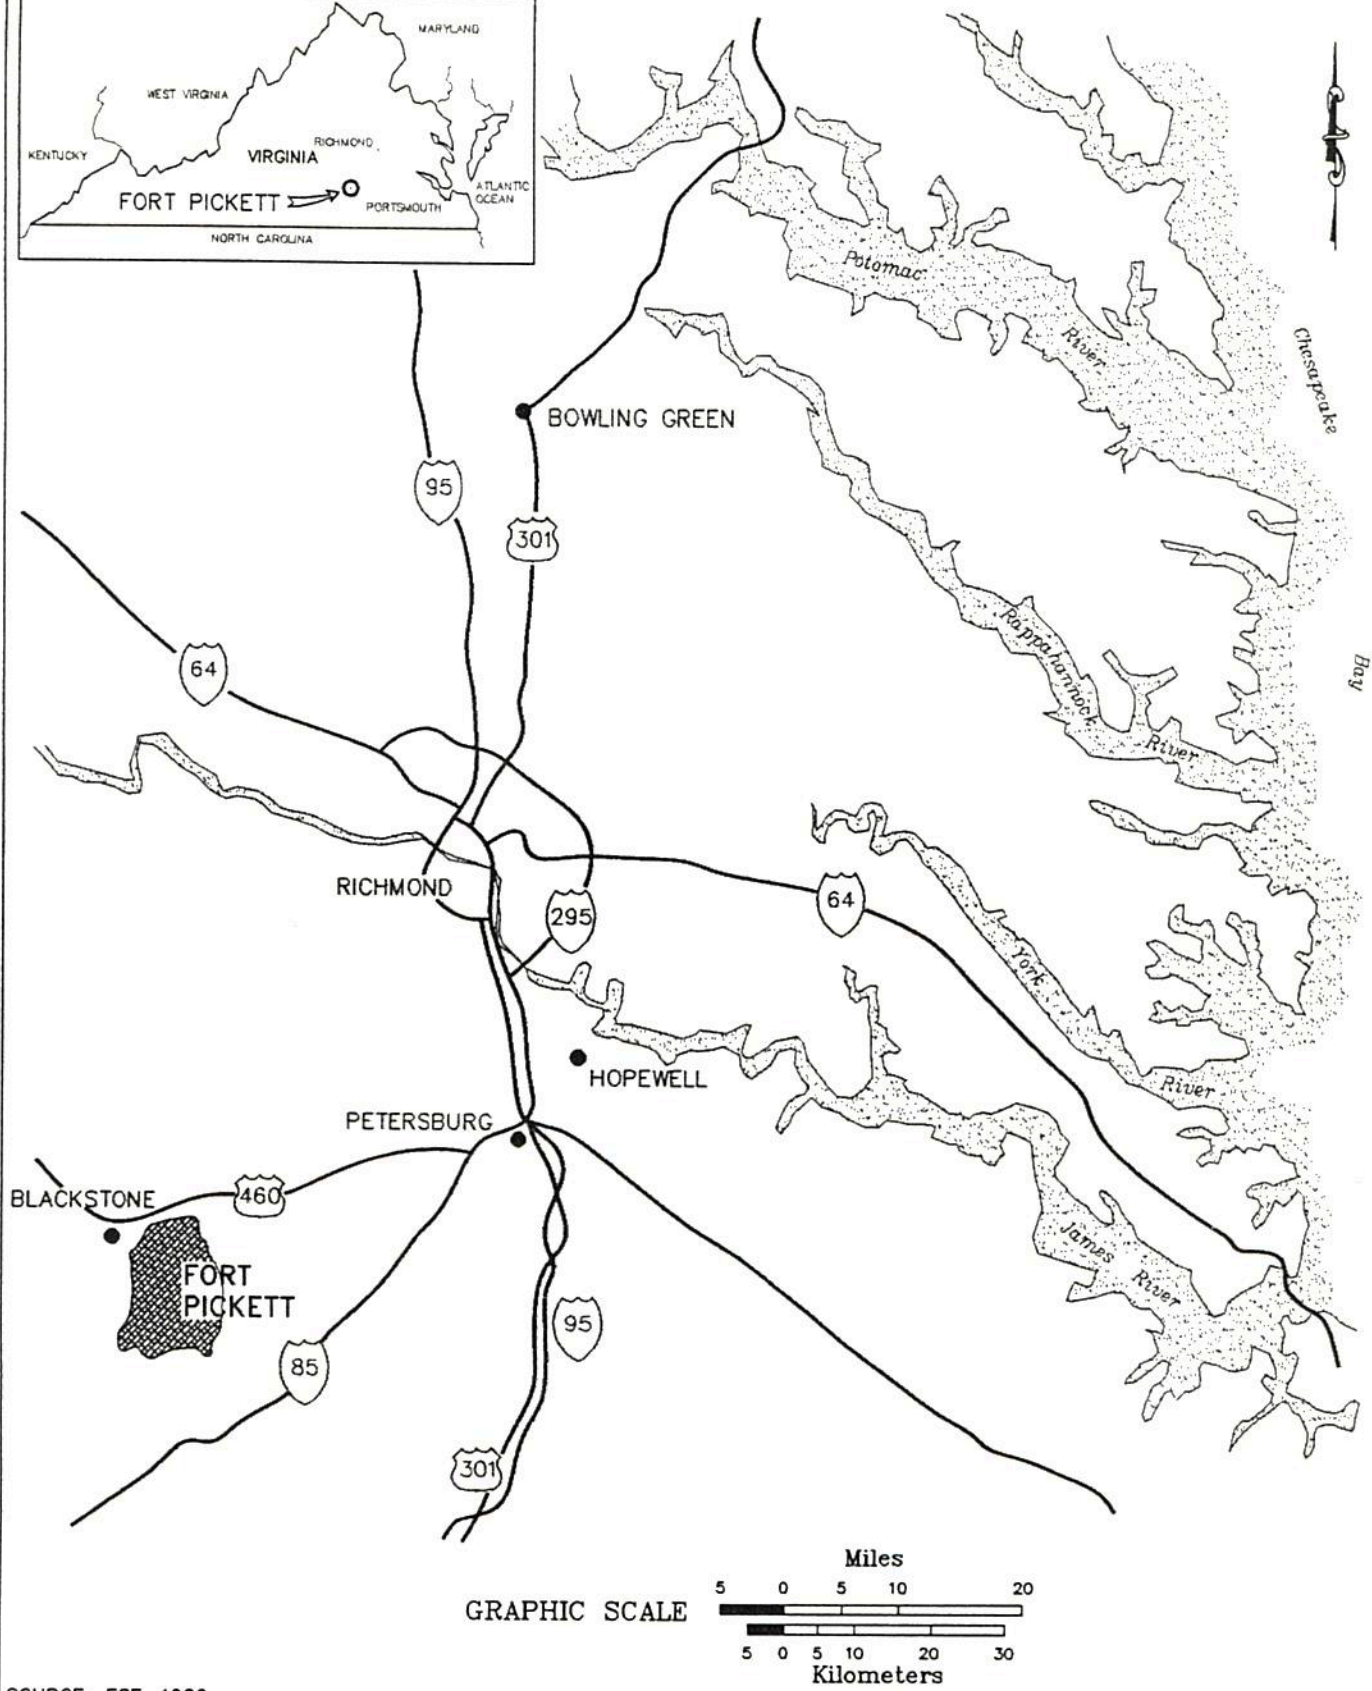 MARYLAND
WEST VIRGINIA
RICHMOND
KENTUCKY
VIRGINIA
FORT PICKETT
PORTSMOUTH
ATLANTIC
OCEAN
NORTH CAROLINA
Potomac
River
Chesapeake
Bay
BOWLING GREEN
95
301
64
Rappahannock
River
RICHMOND
295
64
York
River
HOPEWELL
PETERSBURG
BLACKSTONE
460
FORT
PICKETT
James
River
95
85
301
Miles
5 0 5 10 20
GRAPHIC SCALE
5 0 5 10 20 30
Kilometers